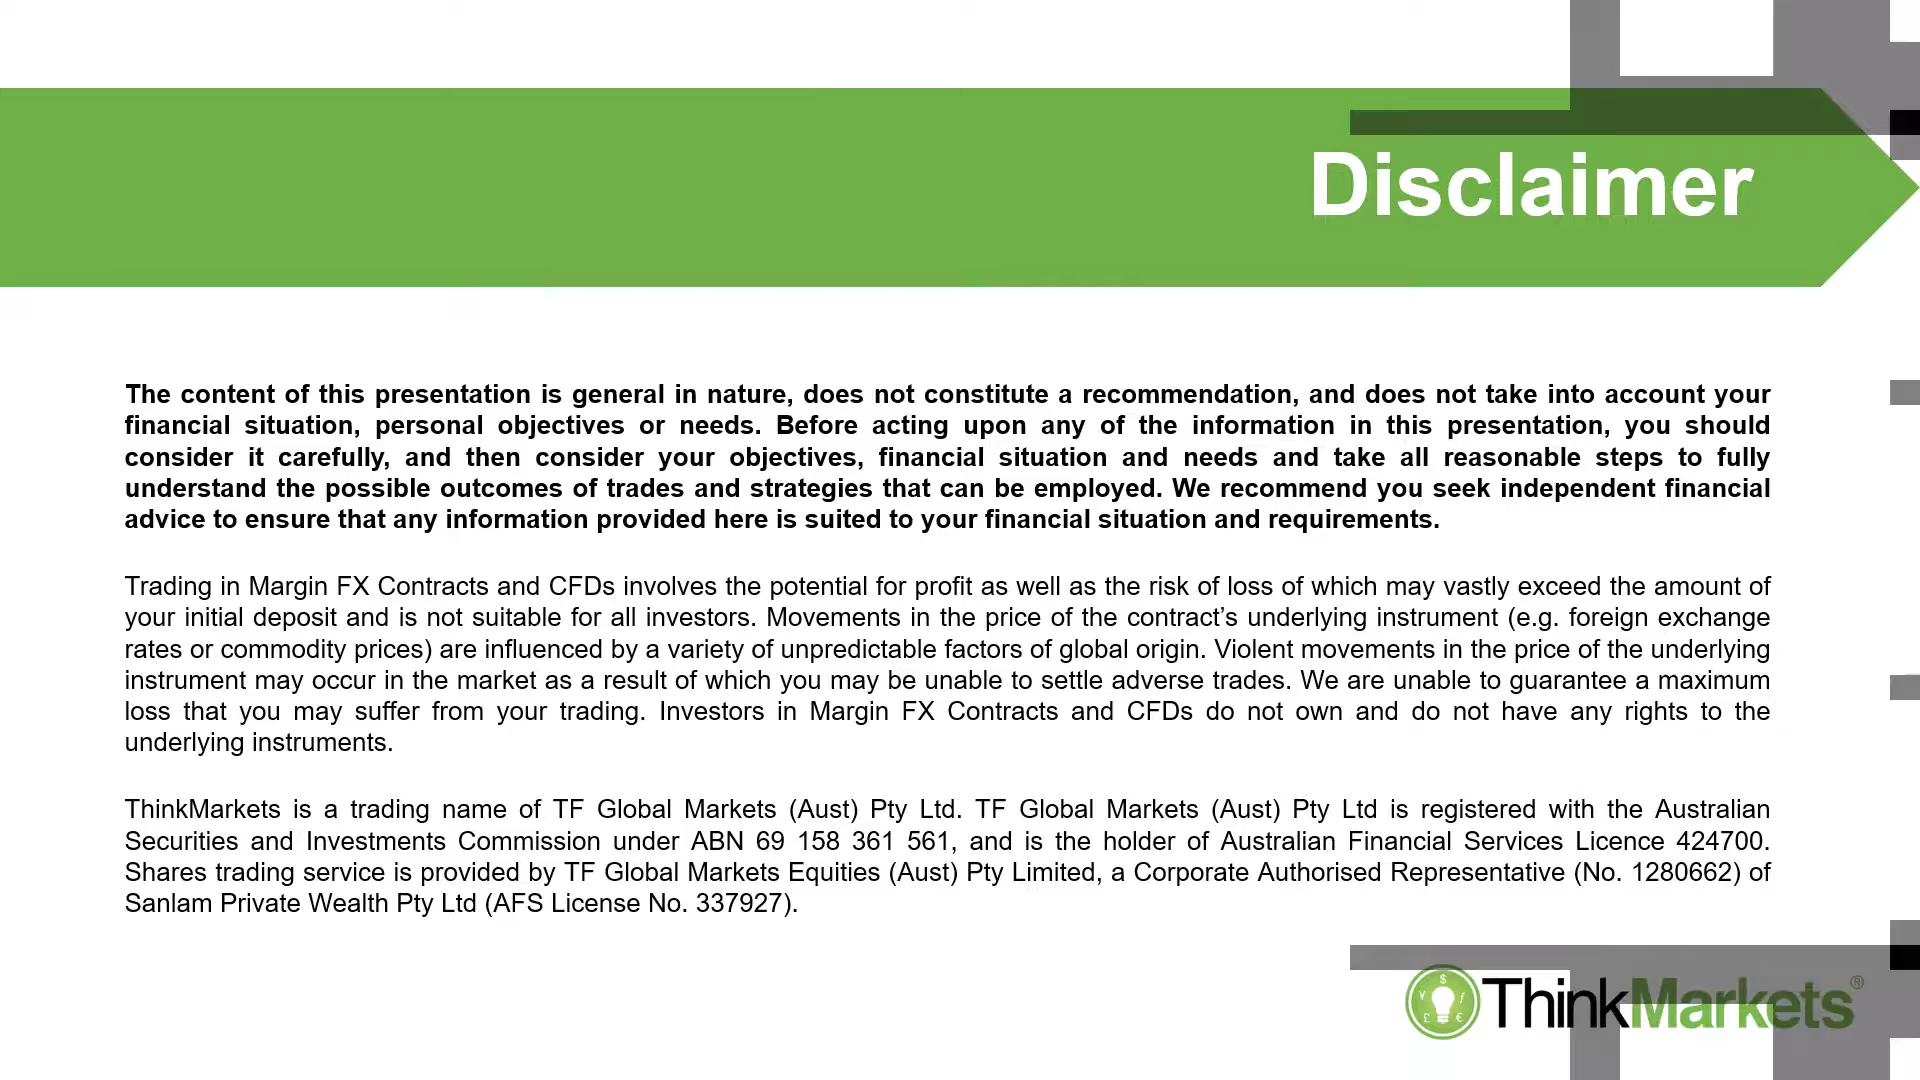 Disclaimer
The content of this presentation is general in nature, does not constitute a recommendation, and does not take into account your
financial situation, personal objectives or needs. Before acting upon any of the information in this presentation, you should
consider it carefully, and then consider your objectives, financial situation and needs and take all reasonable steps to fully
understand the possible outcomes of trades and strategies that can be employed. We recommend you seek independent financial
advice to ensure that any information provided here is suited to your financial situation and requirements.
Trading in Margin FX Contracts and CFDs involves the potential for profit as well as the risk of loss of which may vastly exceed the amount of
your initial deposit and is not suitable for all investors. Movements in the price of the contract’s underlying instrument (e.g. foreign exchange
rates or commodity prices) are influenced by a variety of unpredictable factors of global origin. Violent movements in the price of the underlying
instrument may occur in the market as a result of which you may be unable to settle adverse trades. We are unable to guarantee a maximum
loss that you may suffer from your trading. Investors in Margin FX Contracts and CFDs do not own and do not have any rights to the
underlying instruments.
ThinkMarkets is a trading name of TF Global Markets (Aust) Pty Ltd. TF Global Markets (Aust) Pty Ltd is registered with the Australian
Securities and Investments Commission under ABN 69 158 361 561, and is the holder of Australian Financial Services Licence 424700.
Shares trading service is provided by TF Global Markets Equities (Aust) Pty Limited, a Corporate Authorised Representative (No. 1280662) of
Sanlam Private Wealth Pty Ltd (AFS License No. 337927).
ThinkMarkets®